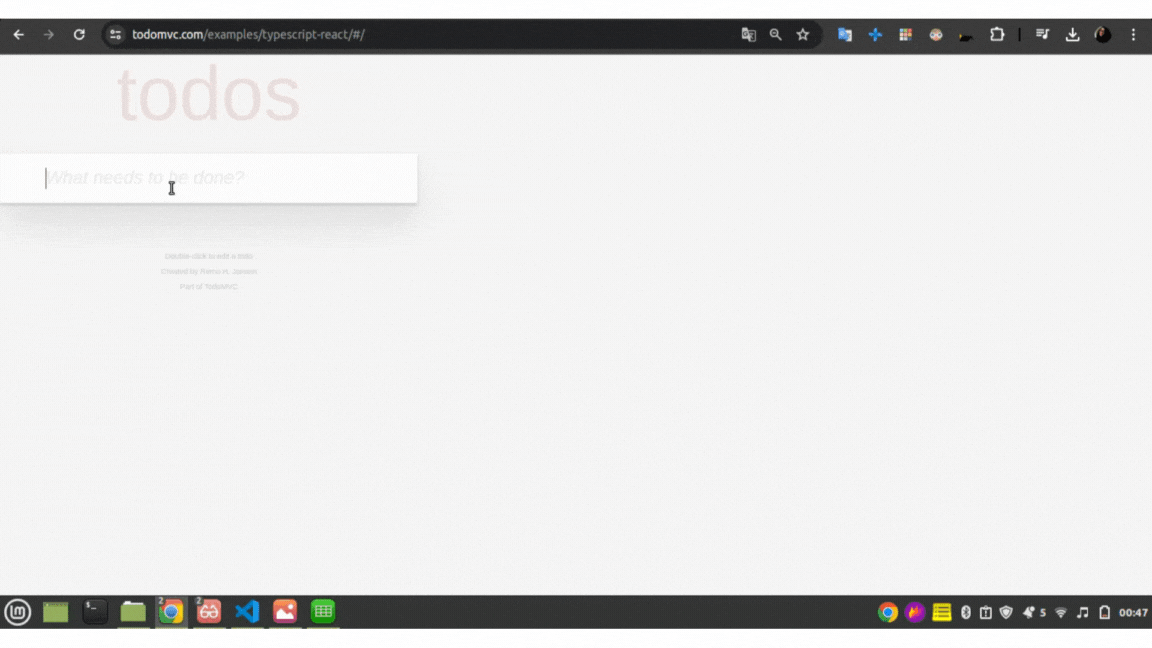 todomvc.com/examples/typescript-react/#/
todos
What needs to be done?
Double-click to edit a todo
Created by Remo H. Jansen
Part of TodoMVC
2
2
5
00:47